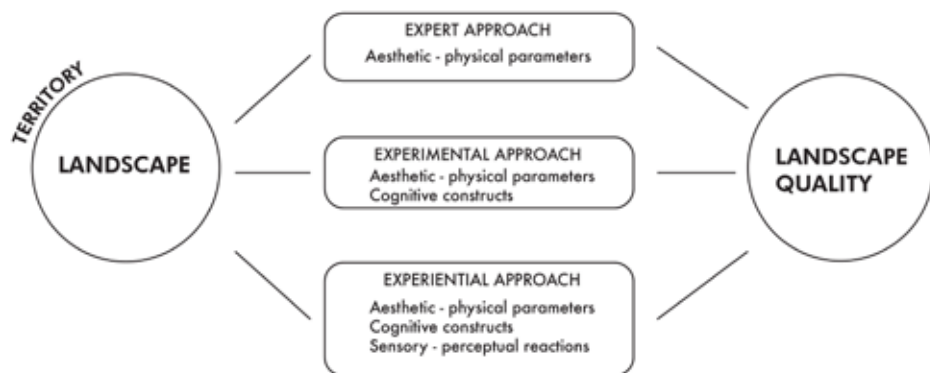 TERRITORY
LANDSCAPE
EXPERT APPROACH
Aesthetic - physical parameters
EXPERIMENTAL APPROACH
Aesthetic - physical parameters
Cognitive constructs
EXPERIENTIAL APPROACH
Aesthetic - physical parameters
Cognitive constructs
Sensory - perceptual reactions
LANDSCAPE
QUALITY